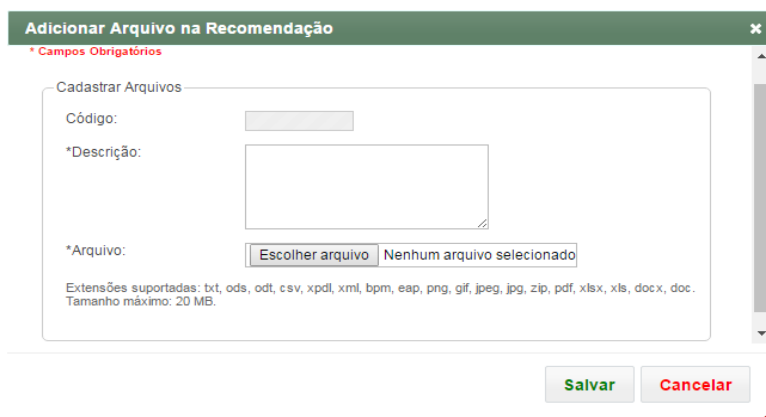 Adicionar Arquivo na Recomendação
* Campos Obrigatórios
Cadastrar Arquivos
Código:
*Descrição:
*Arquivo:
Escolher arquivo Nenhum arquivo selecionado
Extensões suportadas: txt, ods, odt, csv, xpdl, xml, bpm, eap, png, gif, jpeg, jpg, zip, pdf, xlsx, xls, docx, doc.
Tamanho máximo: 20 MB.
Salvar
Cancelar